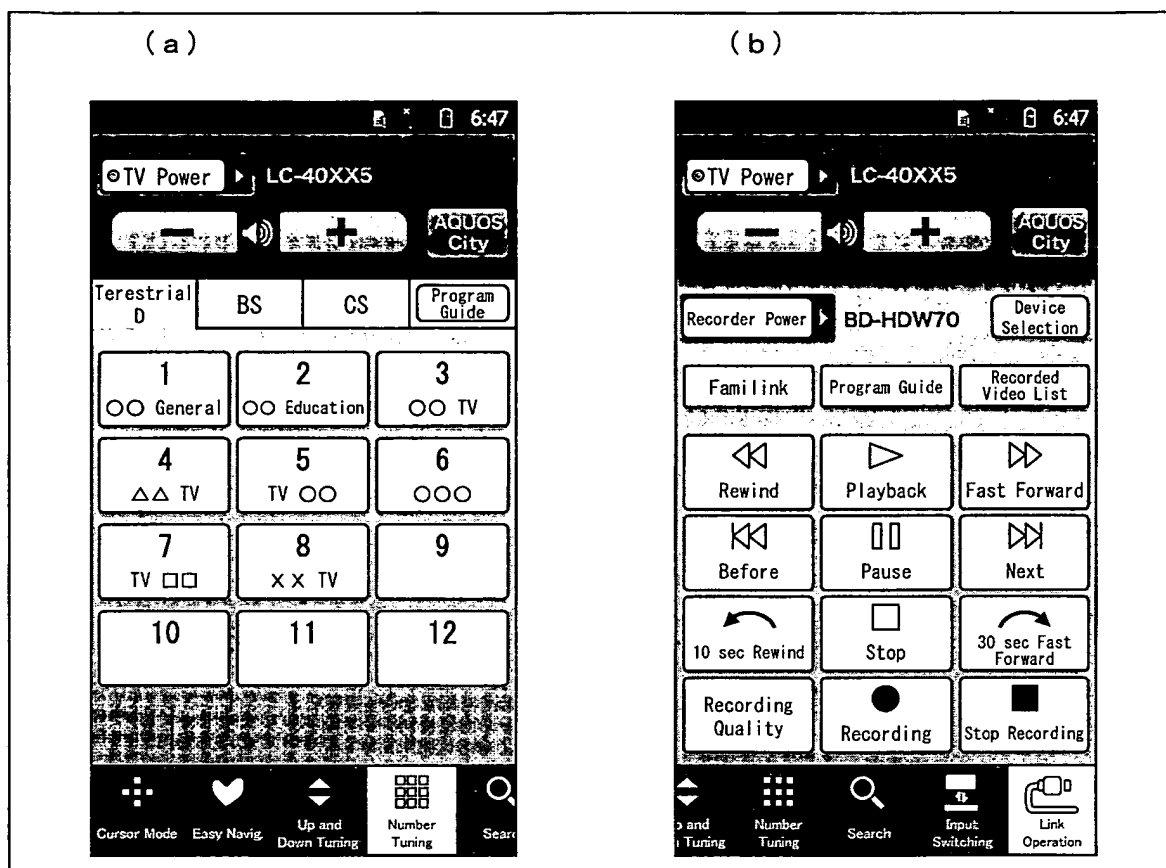 (a)
6:47
TV Power
LC-40XX5
− +
AQUOS
City
Terestrial
D
BS
CS
Program
Guide
1
○○ General
2
○○ Education
3
○○ TV
4
△△ TV
5
TV ○○
6
○○○
7
TV □□
8
×× TV
9
10
11
12
Cursor Mode
Easy Navig.
Up and
Down Tuning
Number
Tuning
Sear
(b)
6:47
TV Power
LC-40XX5
− +
AQUOS
City
Recorder Power
BD-HDW70
Device
Selection
Familink
Program Guide
Recorded
Video List
Rewind
Playback
Fast Forward
Before
Pause
Next
10 sec Rewind
Stop
30 sec Fast
Forward
Recording
Quality
Recording
Stop Recording
and
Tuning
Number
Tuning
Search
Input
Switching
Link
Operation